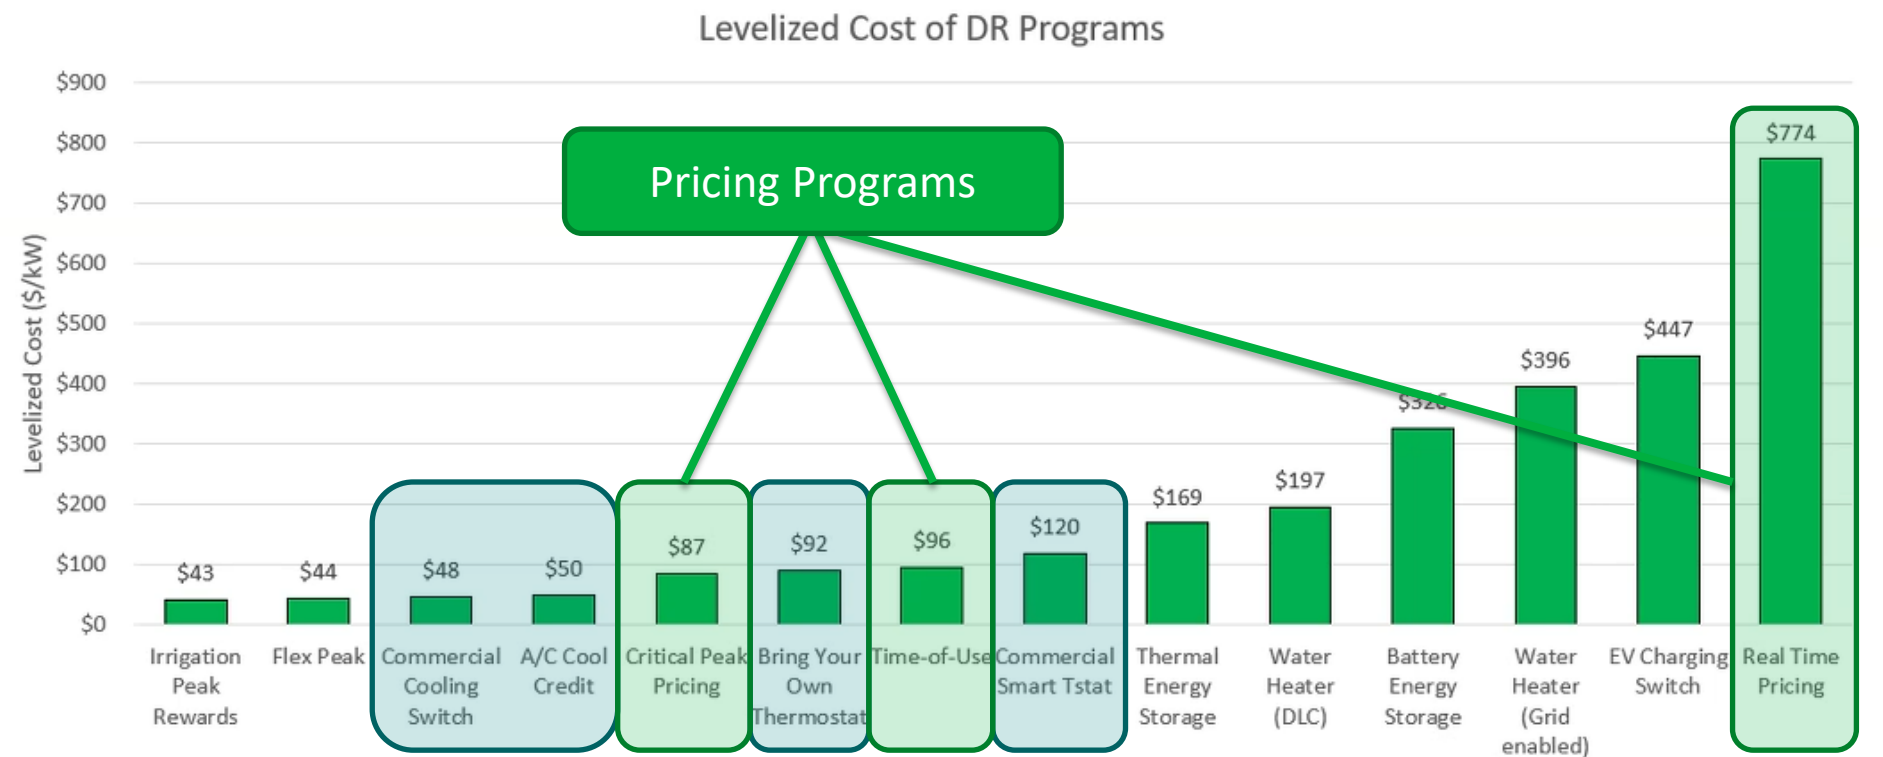 Levelized Cost of DR Programs
$900
$800
$700
$600
$500
$400
$300
$200
$100
$0
Levelized Cost ($/kW)
Pricing Programs
$43
$44
$48
$50
$87
$92
$96
$120
$169
$197
$326
$396
$447
$774
Irrigation
Peak
Rewards
Flex Peak
Commercial
Cooling
Switch
A/C Cool
Credit
Critical Peak
Pricing
Bring Your
Own
Thermostat
Time-of-Use
Commercial
Smart Tstat
Thermal
Energy
Storage
Water
Heater
(DLC)
Battery
Energy
Storage
Water
Heater
(Grid
enabled)
EV Charging
Switch
Real Time
Pricing